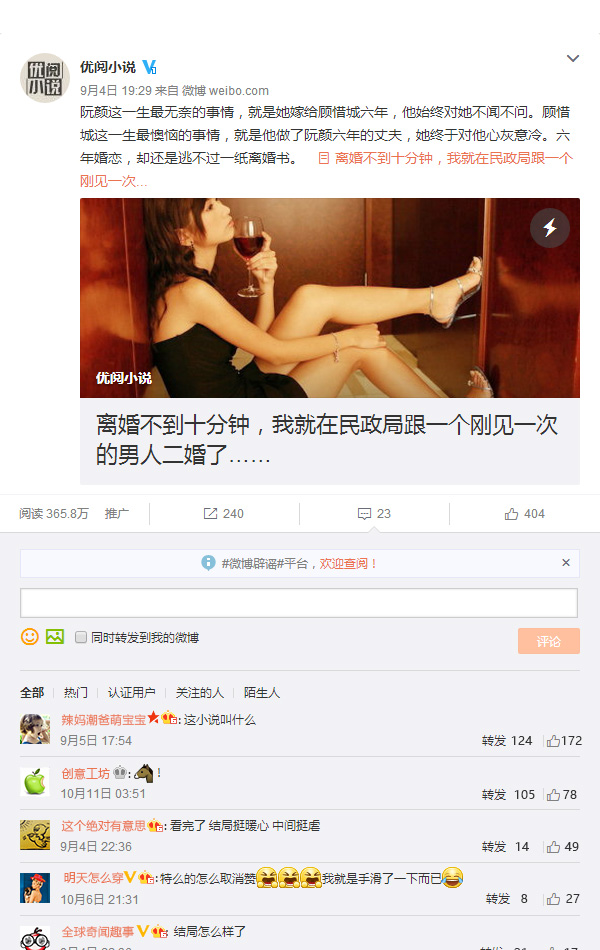 优阅小说
9月4日 19:29 来自 微博 weibo.com
阮颜这一生最无奈的事情，就是她嫁给顾惜城六年，他始终对她不闻不问。顾惜
城这一生最懊恼的事情，就是他做了阮颜六年的丈夫，她终于对他心灰意冷。六
年婚恋，却还是逃不过一纸离婚书。 离婚不到十分钟，我就在民政局跟一个
刚见一次...
优阅小说
离婚不到十分钟，我就在民政局跟一个刚见一次
的男人二婚了……
阅读 365.8万 推广 240 23 404
#微博辟谣#平台，欢迎查阅！
同时转发到我的微博 评论
全部 热门 认证用户 关注的人 陌生人
辣妈潮爸萌宝宝: 这小说叫什么
9月5日 17:54 转发 124 172
创意工坊: !
10月11日 03:51 转发 105 78
这个绝对有意思: 看完了 结局挺暖心 中间挺虐
9月4日 22:36 转发 14 49
明天怎么穿: 特么的怎么取消赞我就是手滑了一下而已
10月6日 21:31 转发 8 27
全球奇闻趣事: 结局怎么样了